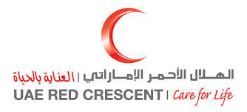 الهلال الأحمر الإماراتي | العناية بالحياة
UAE RED CRESCENT | Care for Life